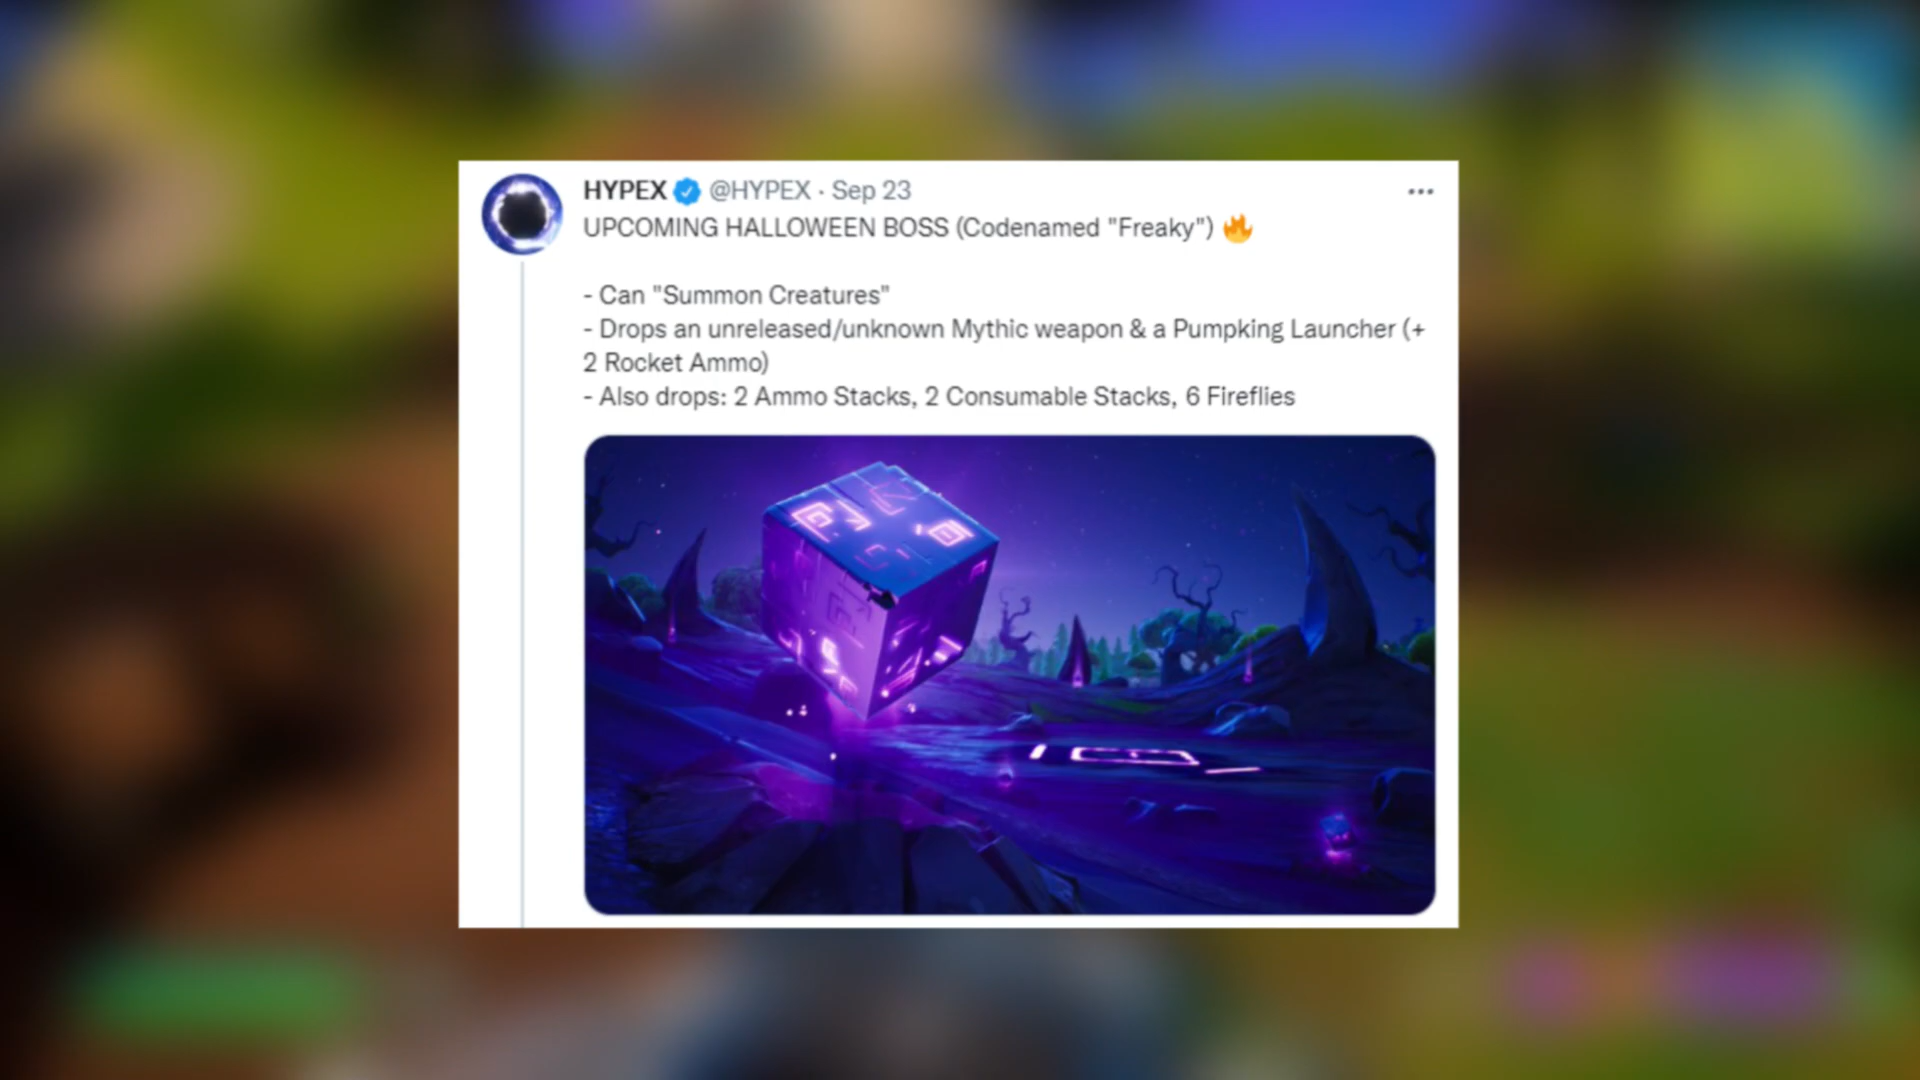 HYPEX @HYPEX · Sep 23
UPCOMING HALLOWEEN BOSS (Codenamed "Freaky") 🔥
- Can "Summon Creatures"
- Drops an unreleased/unknown Mythic weapon & a Pumpking Launcher (+
2 Rocket Ammo)
- Also drops: 2 Ammo Stacks, 2 Consumable Stacks, 6 Fireflies